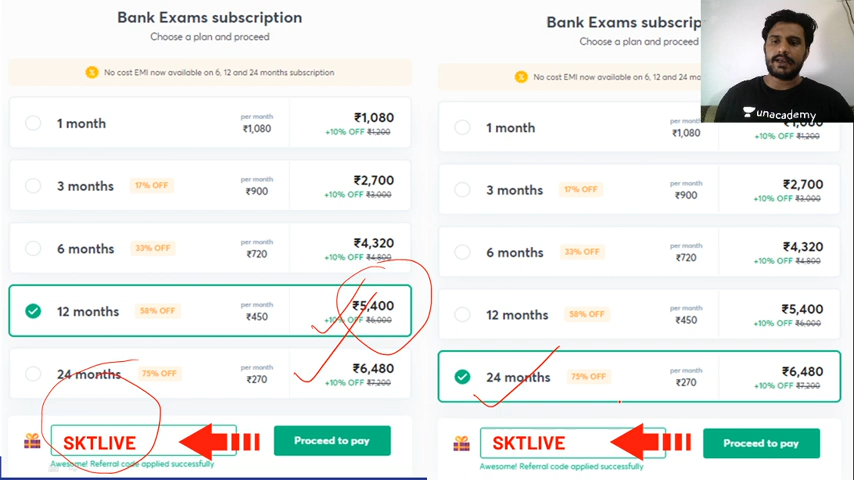 Bank Exams subscription
Choose a plan and proceed
No cost EMI now available on 6, 12 and 24 months subscription
1 month per month ₹1,080 ₹1,080 +10% OFF ₹1,200
3 months 17% OFF per month ₹900 ₹2,700 +10% OFF ₹3,000
6 months 33% OFF per month ₹720 ₹4,320 +10% OFF ₹4,800
12 months 58% OFF per month ₹450 ₹5,400 +10% OFF ₹6,000
24 months 75% OFF per month ₹270 ₹6,480 +10% OFF ₹7,200
SKTLIVE Proceed to pay
Awesome! Referral code applied successfully
Bank Exams subscrip
Choose a plan and proceed
No cost EMI now available on 6, 12 and 24 mo
unacademy
1 month per month ₹1,080 +10% OFF ₹1,200
3 months 17% OFF per month ₹900 ₹2,700 +10% OFF ₹3,000
6 months 33% OFF per month ₹720 ₹4,320 +10% OFF ₹4,800
12 months 58% OFF per month ₹450 ₹5,400 +10% OFF ₹6,000
24 months 75% OFF per month ₹270 ₹6,480 +10% OFF ₹7,200
SKTLIVE Proceed to pay
Awesome! Referral code applied successfully